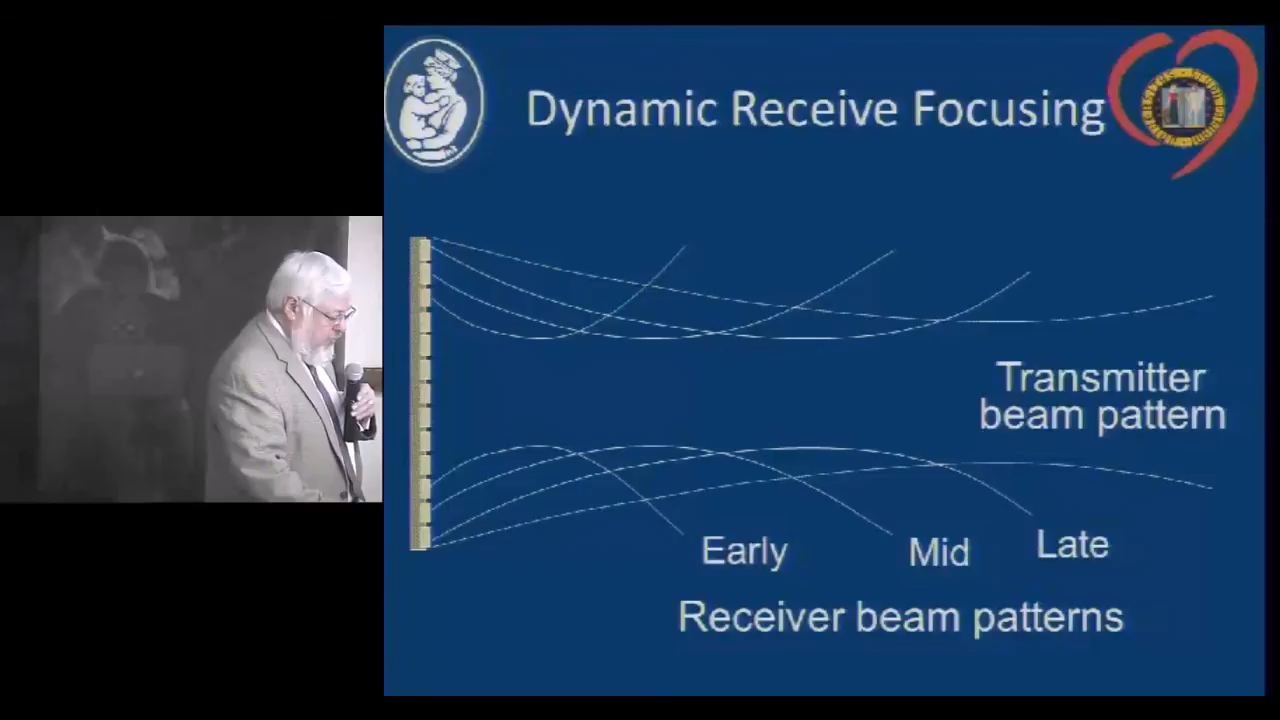 Dynamic Receive Focusing
Transmitter
beam pattern
Early
Mid
Late
Receiver beam patterns